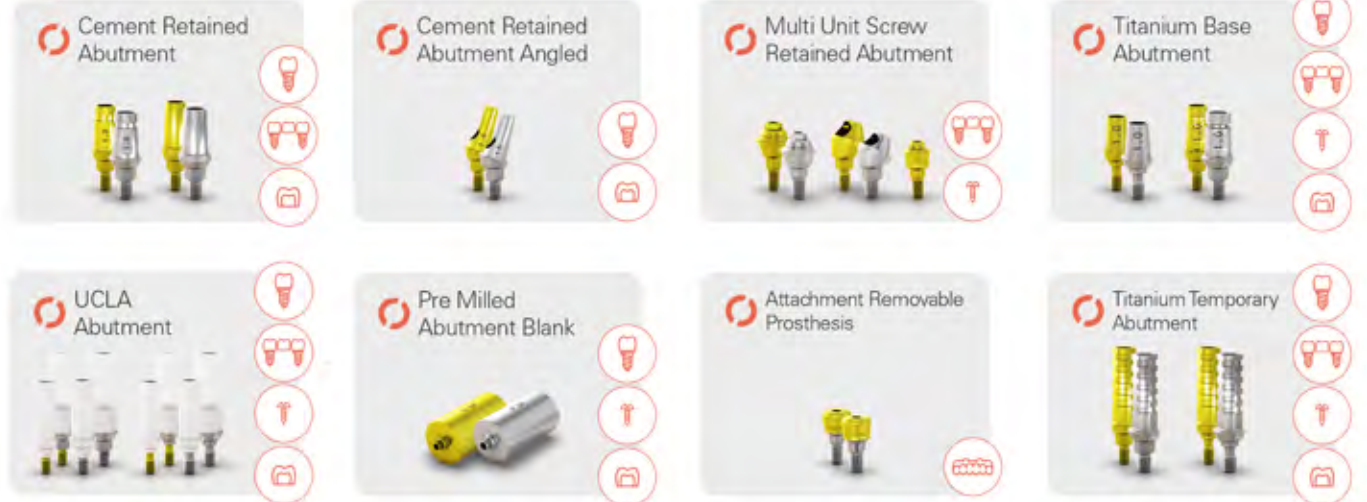 Cement Retained
Abutment
Cement Retained
Abutment Angled
Multi Unit Screw
Retained Abutment
Titanium Base
Abutment
UCLA
Abutment
Pre Milled
Abutment Blank
Attachment Removable
Prosthesis
Titanium Temporary
Abutment